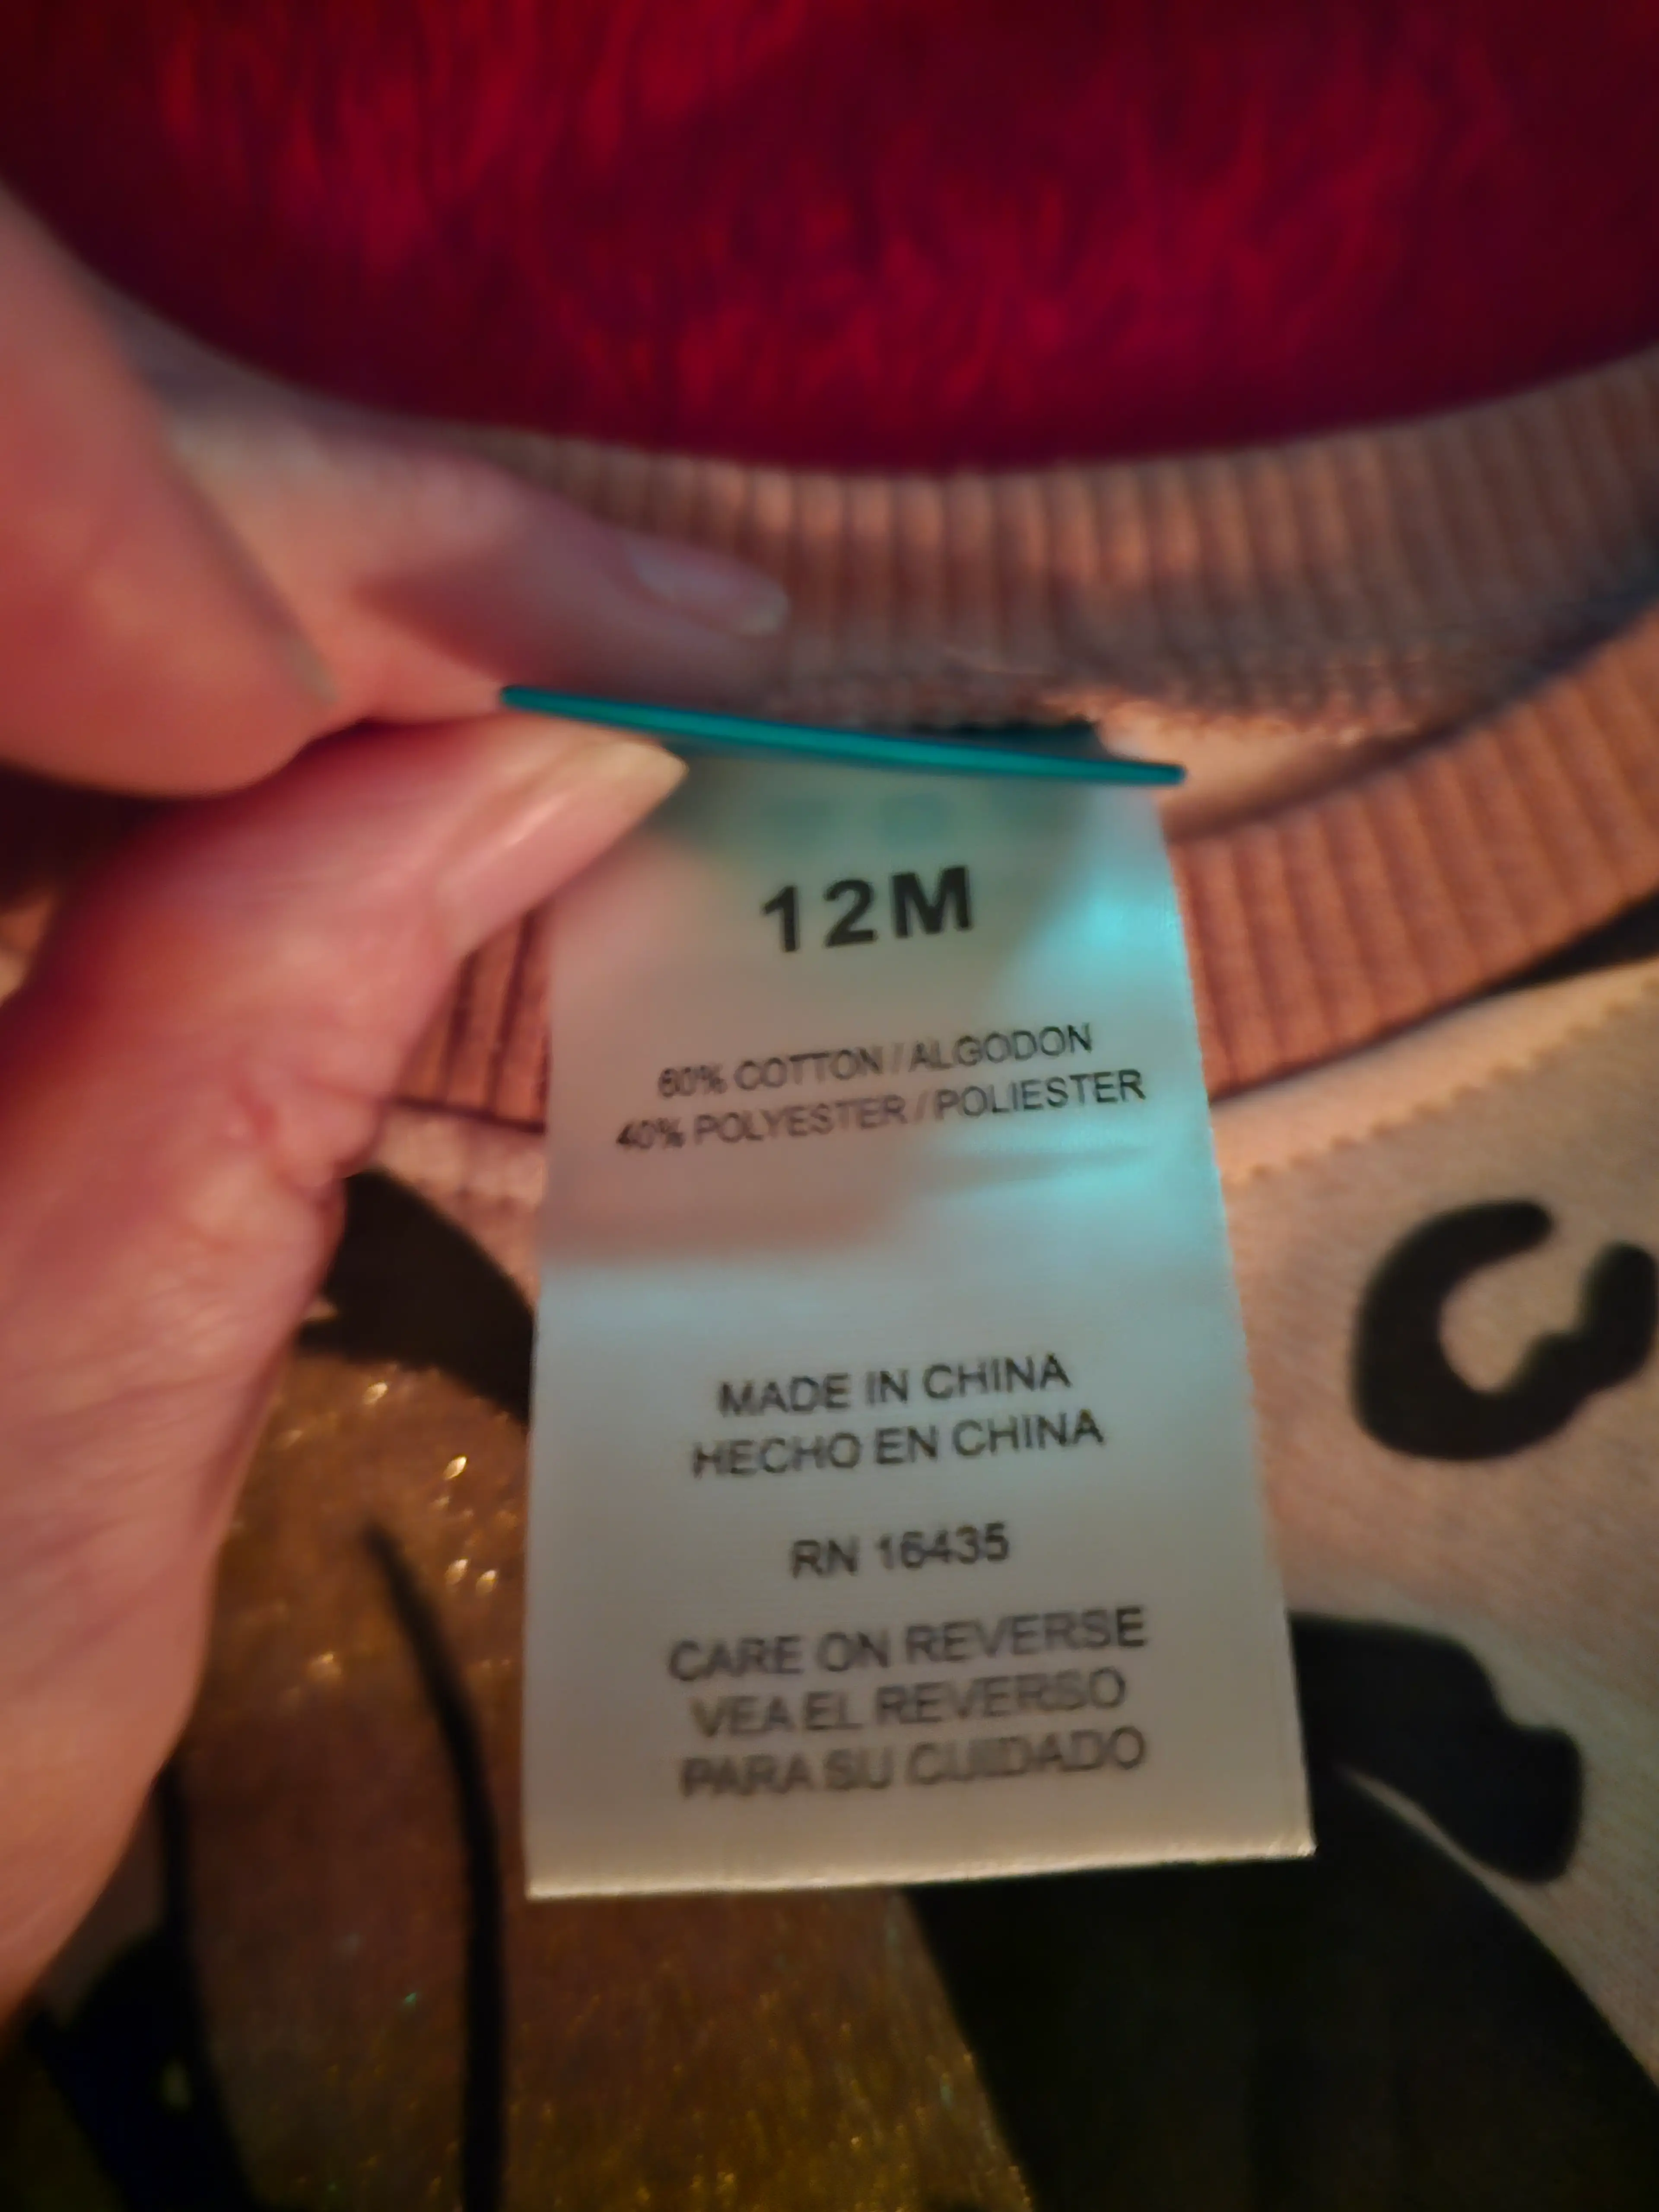 12M
60% COTTON / ALGODON
40% POLYESTER / POLIESTER
MADE IN CHINA
HECHO EN CHINA
RN 16435
CARE ON REVERSE
VEA EL REVERSO
PARA SU CUIDADO